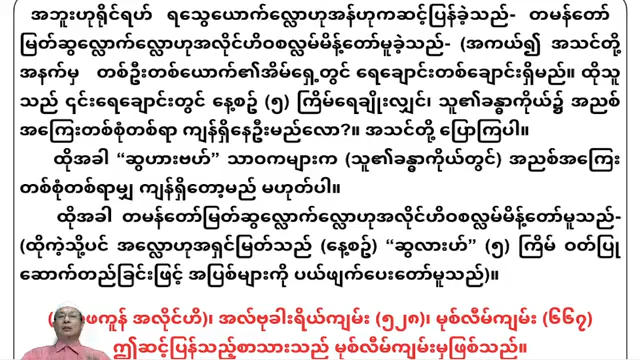 အဘူးဟုရိုင်ရဟ် ရသွေယောက်လ္လောဟုအန်ဟုကဆင့်ပြန်ခဲ့သည်- တမန်တော်
မြတ်ဆွလ္လောက်လ္လောဟုအလိုင်ဟိဝစလ္လမ်မိန့်တော်မူခဲ့သည်- (အကယ်၍ အသင်တို့
အနက်မှ တစ်ဦးတစ်ယောက်၏အိမ်ရှေ့တွင် ရေချောင်းတစ်ချောင်းရှိမည်။ ထိုသူ
သည် ၎င်းရေချောင်းတွင် နေ့စဉ် (၅) ကြိမ်ရေချိုးလျှင်၊ သူ၏ခန္ဓာကိုယ်၌ အညစ်
အကြေးတစ်စုံတစ်ရာ ကျန်ရှိနေဦးမည်လော?။ အသင်တို့ ပြောကြပါ။
ထိုအခါ “ဆွဟားဗဟ်” သာဝကများက (သူ၏ခန္ဓာကိုယ်တွင်) အညစ်အကြေး
တစ်စုံတစ်ရာမျှ ကျန်ရှိတော့မည် မဟုတ်ပါ။
ထိုအခါ တမန်တော်မြတ်ဆွလ္လောက်လ္လောဟုအလိုင်ဟိဝစလ္လမ်မိန့်တော်မူသည်-
(ထိုကဲ့သို့ပင် အလ္လောဟုအရှင်မြတ်သည် (နေ့စဉ်) “ဆွလားဟ်” (၅) ကြိမ် ဝတ်ပြု
ဆောက်တည်ခြင်းဖြင့် အပြစ်များကို ပယ်ဖျက်ပေးတော်မူသည်)။
ဖကူန် အလိုင်ဟိ)၊ အလ်ဗုခါးရီယ်ကျမ်း (၅၂၈)၊ မုစ်လီမ်ကျမ်း (၆၆၇)
ဤဆင့်ပြန်သည့်စာသားသည် မုစ်လီမ်ကျမ်းမှဖြစ်သည်။